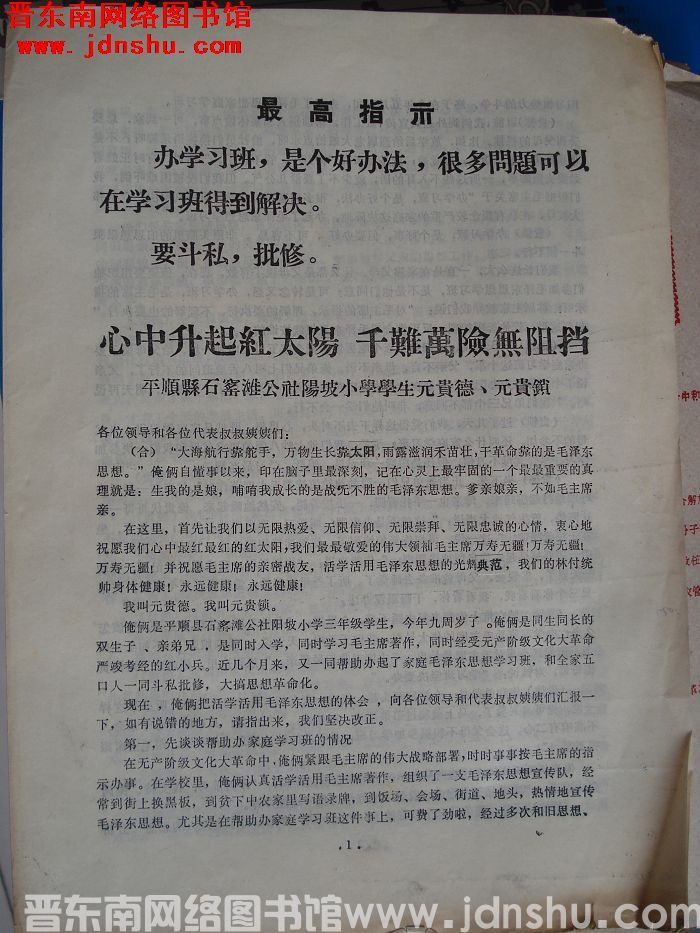 晋东南网络图书馆
www.jdnshu.com
最高指示
办学习班，是个好办法，很多問題可以
在学习班得到解决。
要斗私，批修。
心中升起紅太陽 千難萬險無阻挡
平順縣石窰滩公社陽坡小學學生元貴德、元貴鎖
各位领导和各位代表叔叔姨姨们：
（合）“大海航行靠舵手，万物生长靠太阳，雨露滋润禾苗壮，干革命靠的是毛泽东
思想。”俺俩自懂事以来，印在脑子里最深刻，记在心灵上最牢固的一个最最重要的真
理就是：生我的是娘，哺育我成长的是战无不胜的毛泽东思想。爹亲娘亲，不如毛主席
亲。
在这里，首先让我们以无限热爱、无限信仰、无限崇拜、无限忠诚的心情，衷心地
祝愿我们心中最红最红的红太阳，我们最最敬爱的伟大领袖毛主席万寿无疆！万寿无疆！
万寿无疆！并祝愿毛主席的亲密战友，活学活用毛泽东思想的光辉典范，我们的林付统
帅身体健康！永远健康！永远健康！
我叫元贵德。我叫元贵锁。
俺俩是平順县石窰滩公社阳坡小学三年级学生，今年九周岁了。俺俩是同生同长的
双生子、亲弟兄，是同时入学，同时学习毛主席著作，同时经受无产阶级文化大革命
严峻考经的红小兵。近几个月来，又一同帮助办起了家庭毛泽东思想学习班，和全家五
口人一同斗私批修，大搞思想革命化。
现在，俺俩把活学活用毛泽东思想的体会，向各位领导和代表叔叔姨姨们汇报一
下，如有说错的地方，请指出来，我们坚决改正。
第一，先谈谈帮助办家庭学习班的情况
在无产阶级文化大革命中，俺俩紧跟毛主席的伟大战略部署，时时事事按毛主席的指
示办事。在学校里，俺俩认真活学活用毛主席著作，组织了一支毛泽东思想宣传队，经
常到街上换黑板，到贫下中农家里写语录牌，到饭场、会场、街道、地头，热情地宣传
毛泽东思想。尤其是在帮助办家庭学习班这件事上，可费了劲啦，经过多次和旧思想、
.1.
晋东南网络图书馆 www.jdnshu.com